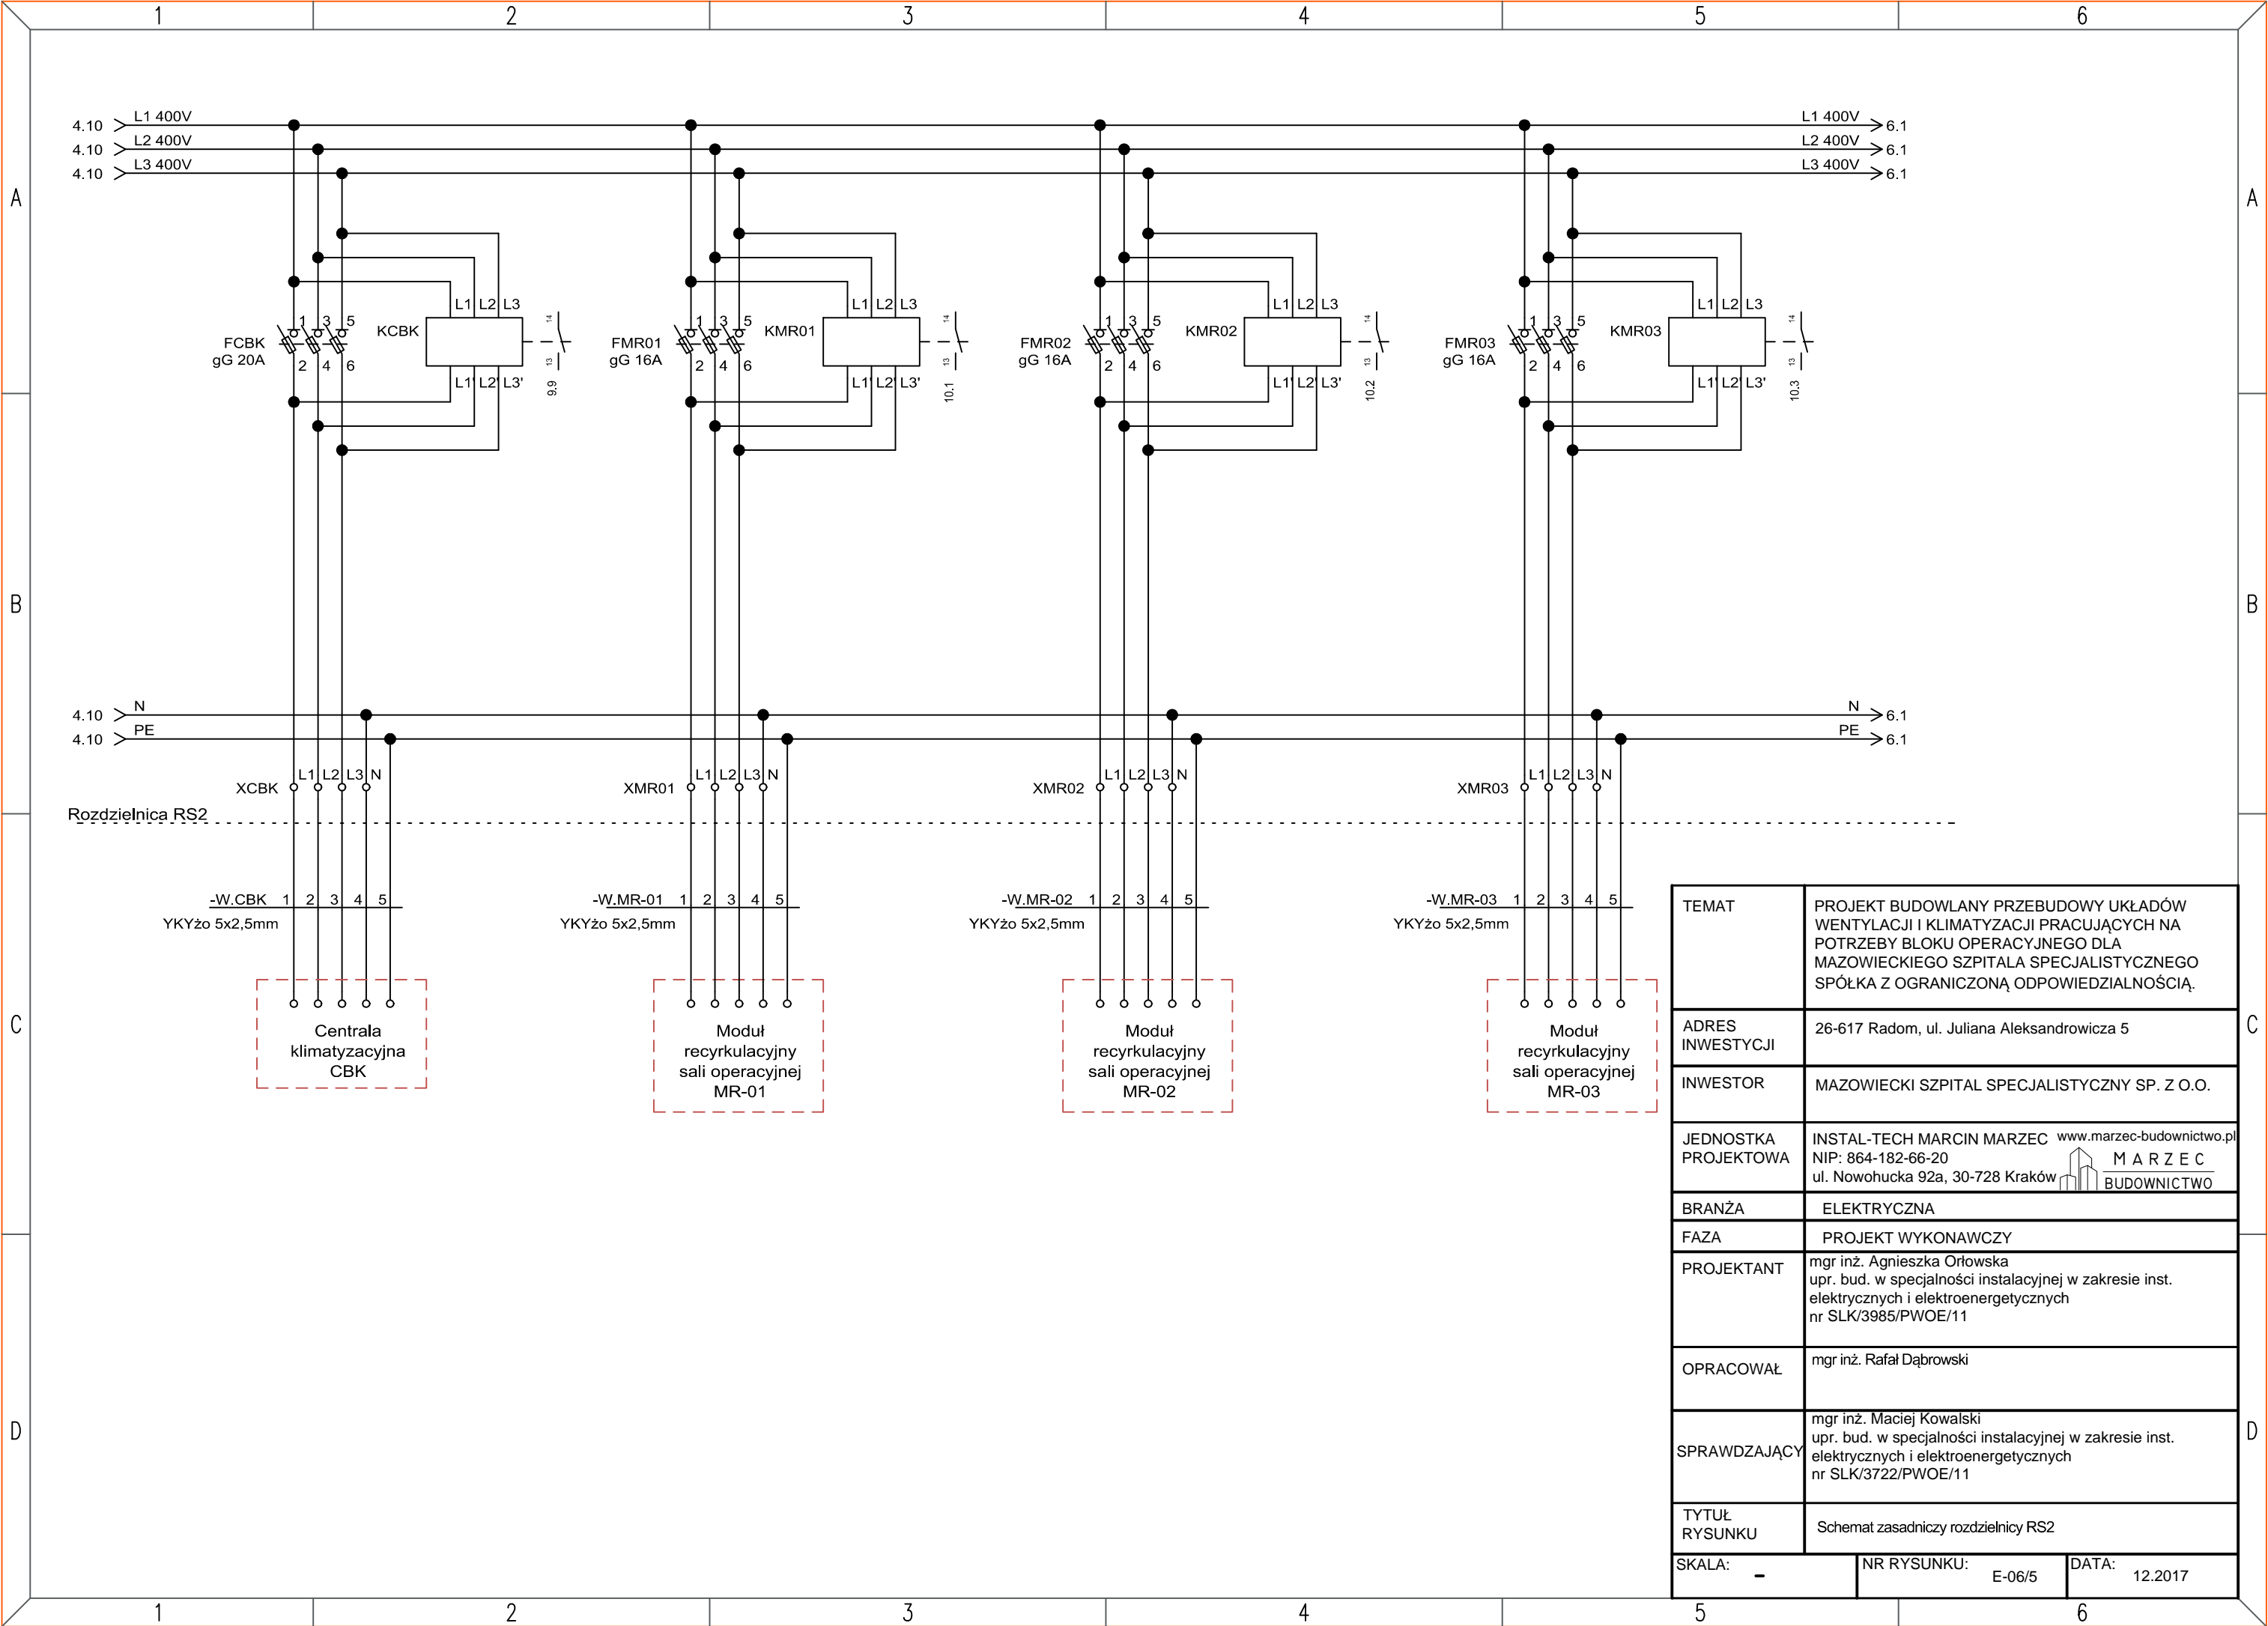 1 2 3 4 5 6
4.10 L1 400V L1 400V 6.1
4.10 L2 400V L2 400V 6.1
4.10 L3 400V L3 400V 6.1
A A
L1 L2 L3 L1 L2 L3 L1 L2 L3 L1 L2 L3
1 3 5 14 1 3 5 14 1 3 5 14 1 3 5 14
FCBK KCBK FMR01 KMR01 FMR02 KMR02 FMR03 KMR03
gG 20A gG 16A gG 16A gG 16A
2 4 6 13 2 4 6 13 2 4 6 13 2 4 6 13
L1' L2' L3' 9.9 L1' L2' L3' 10.1 L1' L2' L3' 10.2 L1' L2' L3' 10.3
B B
4.10 N N 6.1
4.10 PE PE 6.1
L1 L2 L3 N L1 L2 L3 N L1 L2 L3 N L1 L2 L3 N
XCBK XMR01 XMR02 XMR03
Rozdzielnica RS2
-W.CBK 1 2 3 4 5 -W.MR-01 1 2 3 4 5 -W.MR-02 1 2 3 4 5 -W.MR-03 1 2 3 4 5
YKYżo 5x2,5mm YKYżo 5x2,5mm YKYżo 5x2,5mm YKYżo 5x2,5mm
C C
Centrala
klimatyzacyjna
CBK
Moduł
recyrkulacyjny
sali operacyjnej
MR-01
Moduł
recyrkulacyjny
sali operacyjnej
MR-02
Moduł
recyrkulacyjny
sali operacyjnej
MR-03
TEMAT
PROJEKT BUDOWLANY PRZEBUDOWY UKŁADÓW
WENTYLACJI I KLIMATYZACJI PRACUJĄCYCH NA
POTRZEBY BLOKU OPERACYJNEGO DLA
MAZOWIECKIEGO SZPITALA SPECJALISTYCZNEGO
SPÓŁKA Z OGRANICZONĄ ODPOWIEDZIALNOŚCIĄ.
ADRES
INWESTYCJI
26-617 Radom, ul. Juliana Aleksandrowicza 5
INWESTOR
MAZOWIECKI SZPITAL SPECJALISTYCZNY SP. Z O.O.
JEDNOSTKA
PROJEKTOWA
INSTAL-TECH MARCIN MARZEC www.marzec-budownictwo.pl
NIP: 864-182-66-20
ul. Nowohucka 92a, 30-728 Kraków
MARZEC
BUDOWNICTWO
BRANŻA
ELEKTRYCZNA
FAZA
PROJEKT WYKONAWCZY
PROJEKTANT
mgr inż. Agnieszka Orłowska
upr. bud. w specjalności instalacyjnej w zakresie inst.
elektrycznych i elektroenergetycznych
nr SLK/3985/PWOE/11
OPRACOWAŁ
mgr inż. Rafał Dąbrowski
D D
SPRAWDZAJĄCY
mgr inż. Maciej Kowalski
upr. bud. w specjalności instalacyjnej w zakresie inst.
elektrycznych i elektroenergetycznych
nr SLK/3722/PWOE/11
TYTUŁ
RYSUNKU
Schemat zasadniczy rozdzielnicy RS2
SKALA: -
NR RYSUNKU: E-06/5
DATA: 12.2017
1 2 3 4 5 6